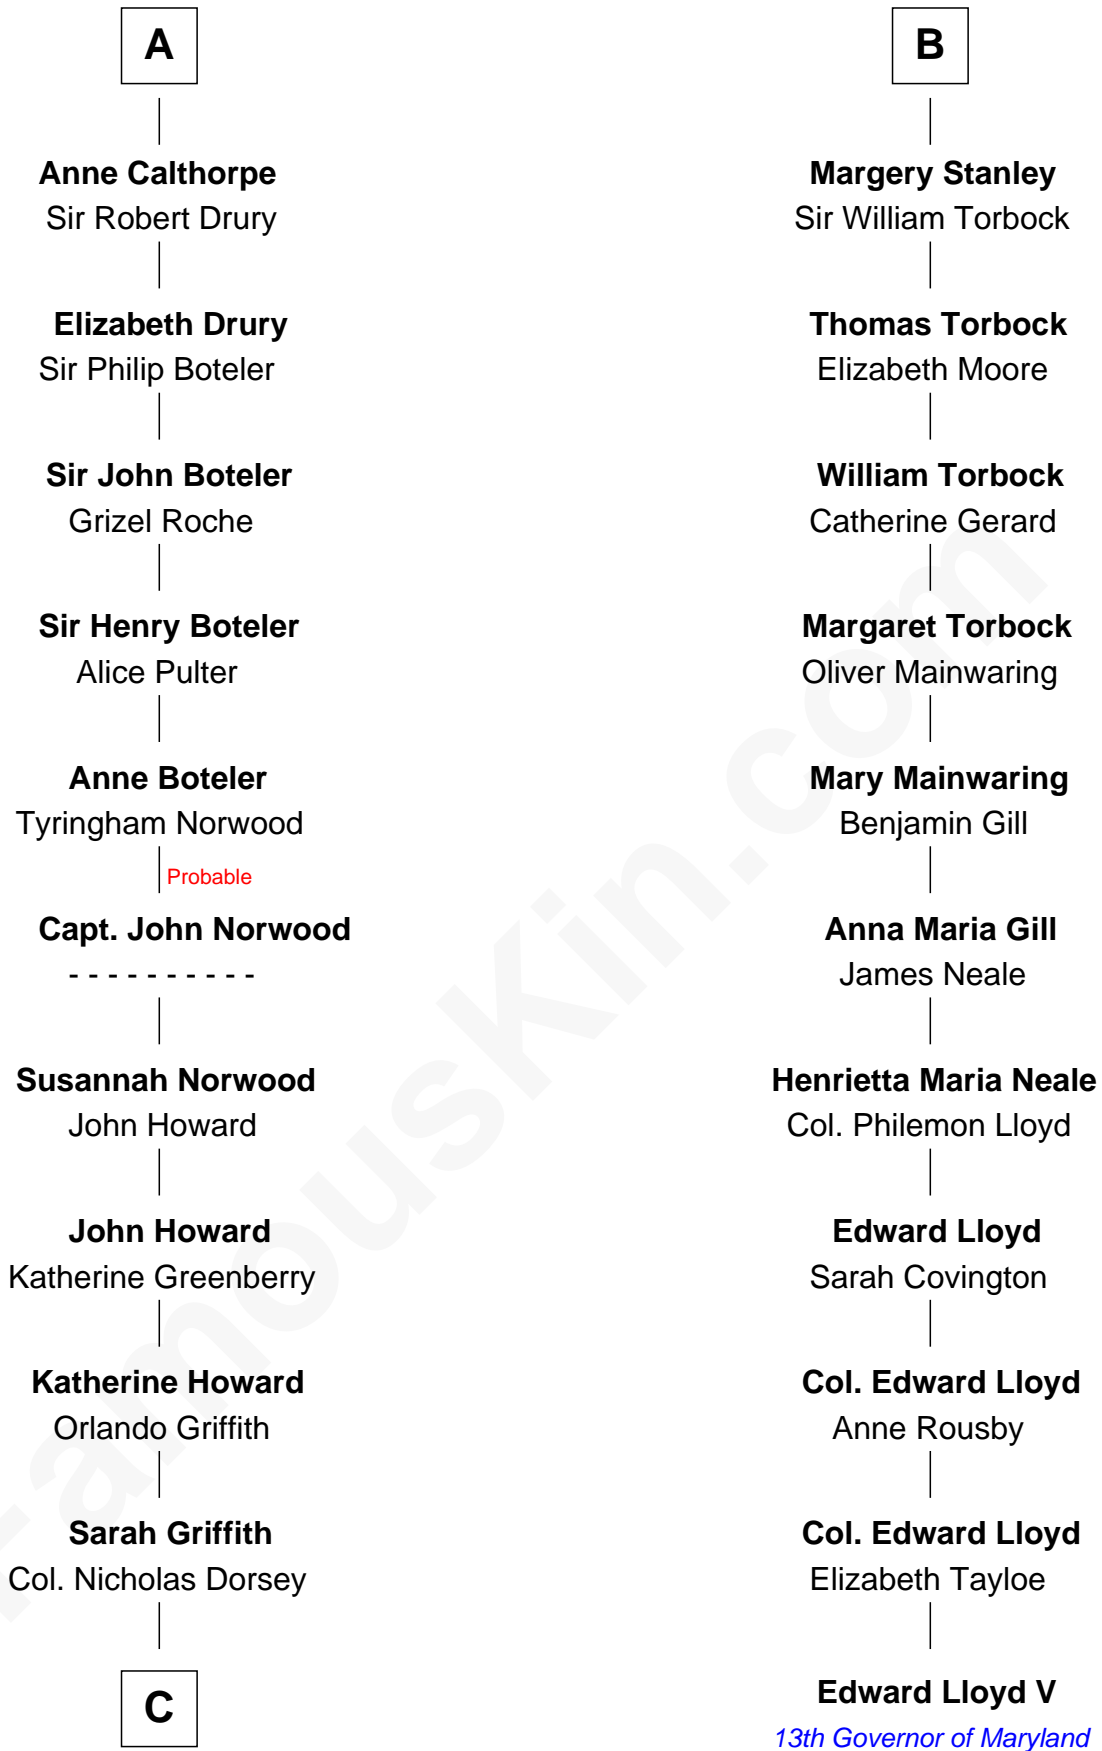 A
Anne Calthorpe
Sir Robert Drury
Elizabeth Drury
Sir Philip Boteler
Sir John Boteler
Grizel Roche
Sir Henry Boteler
Alice Pulter
Anne Boteler
Tyringham Norwood
Probable
Capt. John Norwood
- - - - - - - - - -
Susannah Norwood
John Howard
John Howard
Katherine Greenberry
Katherine Howard
Orlando Griffith
Sarah Griffith
Col. Nicholas Dorsey
C
B
Margery Stanley
Sir William Torbock
Thomas Torbock
Elizabeth Moore
William Torbock
Catherine Gerard
Margaret Torbock
Oliver Mainwaring
Mary Mainwaring
Benjamin Gill
Anna Maria Gill
James Neale
Henrietta Maria Neale
Col. Philemon Lloyd
Edward Lloyd
Sarah Covington
Col. Edward Lloyd
Anne Rousby
Col. Edward Lloyd
Elizabeth Tayloe
Edward Lloyd V
13th Governor of Maryland
FamousKin.com